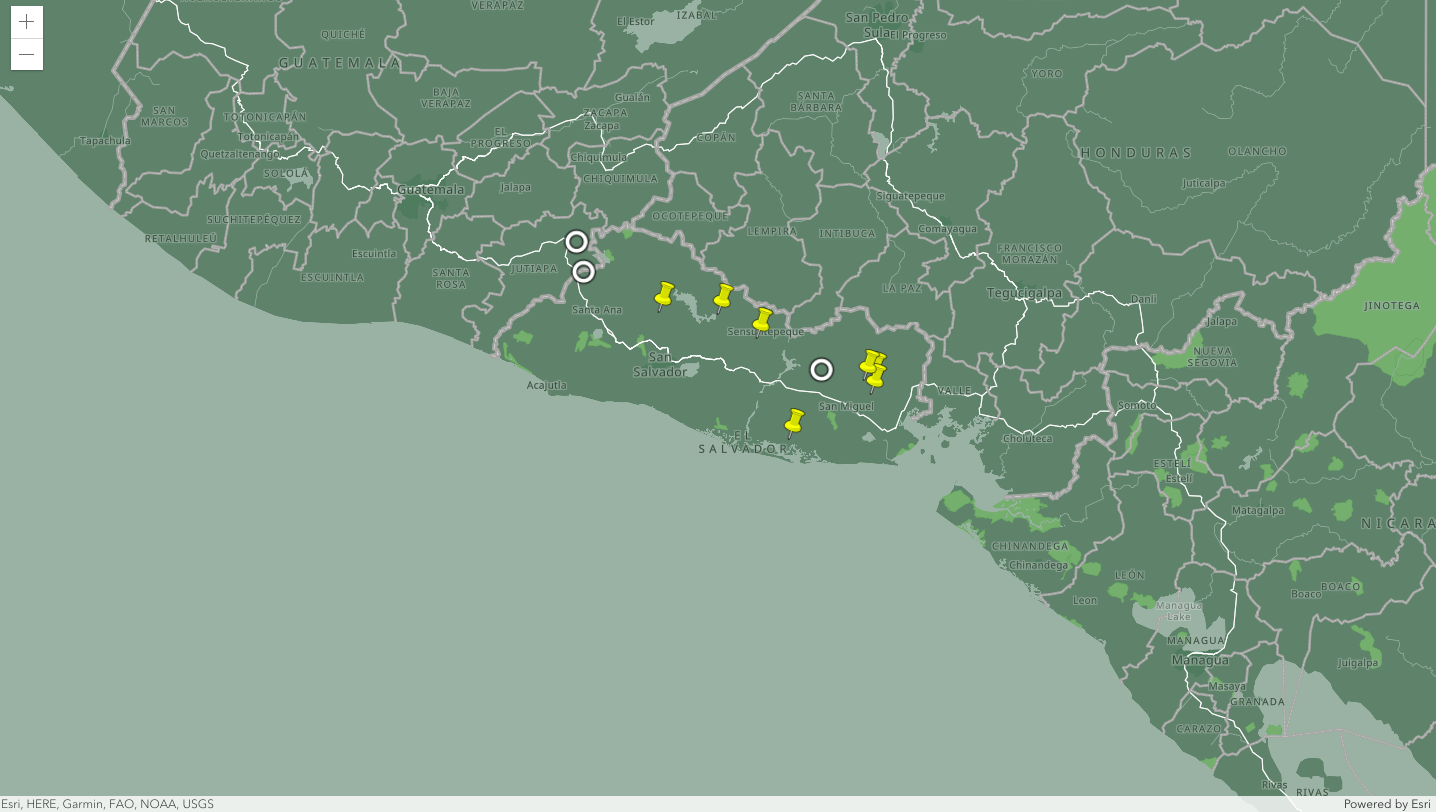 +
−
VERAPAZ
El Estor
IZABAL
San Pedro
Sula
El Progreso
QUICHÉ
GUATEMALA
YORO
BAJA
VERAPAZ
Gualán
SANTA
BÁRBARA
SAN
MARCOS
TOTONICAPÁN
ZACAPA
Zacapa
Tapachula
Totonicapán
EL
PROGRESO
COPÁN
Quetzaltenango
Chiquimula
HONDURAS
OLANCHO
SOLOLÁ
CHIQUIMULA
Guatemala
Jalapa
Juticalpa
Siguatepeque
SUCHITEPÉQUEZ
OCOTEPEQUE
RETALHULEU
LEMPIRA
INTIBUCA
Comayagua
Escuintla
FRANCISCO
MORAZÁN
ESCUINTLA
SANTA
ROSA
JUTIAPA
LA PAZ
Tegucigalpa
Danlí
JINOTEGA
Santa Ana
Jalapa
Sensuntepeque
NUEVA
SEGOVIA
San
Salvador
Acajutla
VALLE
San Miguel
Somoto
EL
SALVADOR
Choluteca
ESTELÍ
Estelí
Matagalpa
NICARA
CHINANDEGA
Chinandega
LEÓN
BOACO
Boaco
Leon
Managua
Lake
MANAGUA
Managua
Juigalpa
Masaya
GRANADA
CARAZO
Rivas
RIVAS
Esri, HERE, Garmin, FAO, NOAA, USGS
Powered by Esri